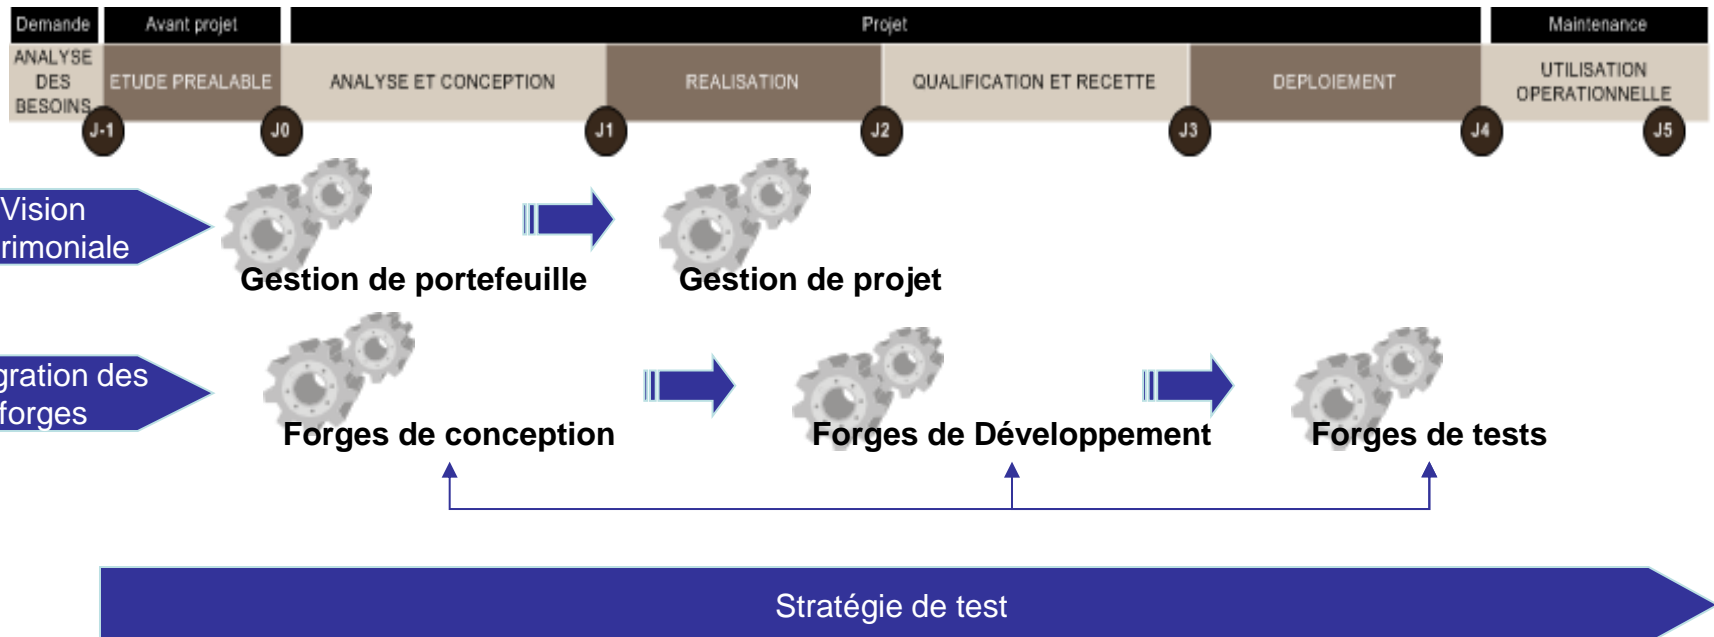 Demande
Avant projet
Projet
Maintenance
ANALYSE
DES
BESOINS
ETUDE PREALABLE
ANALYSE ET CONCEPTION
REALISATION
QUALIFICATION ET RECETTE
DEPLOIEMENT
UTILISATION
OPERATIONNELLE
J-1
J0
J1
J2
J3
J4
J5
Vision
rimoniale
Gestion de portefeuille
Gestion de projet
gration des
forges
Forges de conception
Forges de Développement
Forges de tests
Stratégie de test